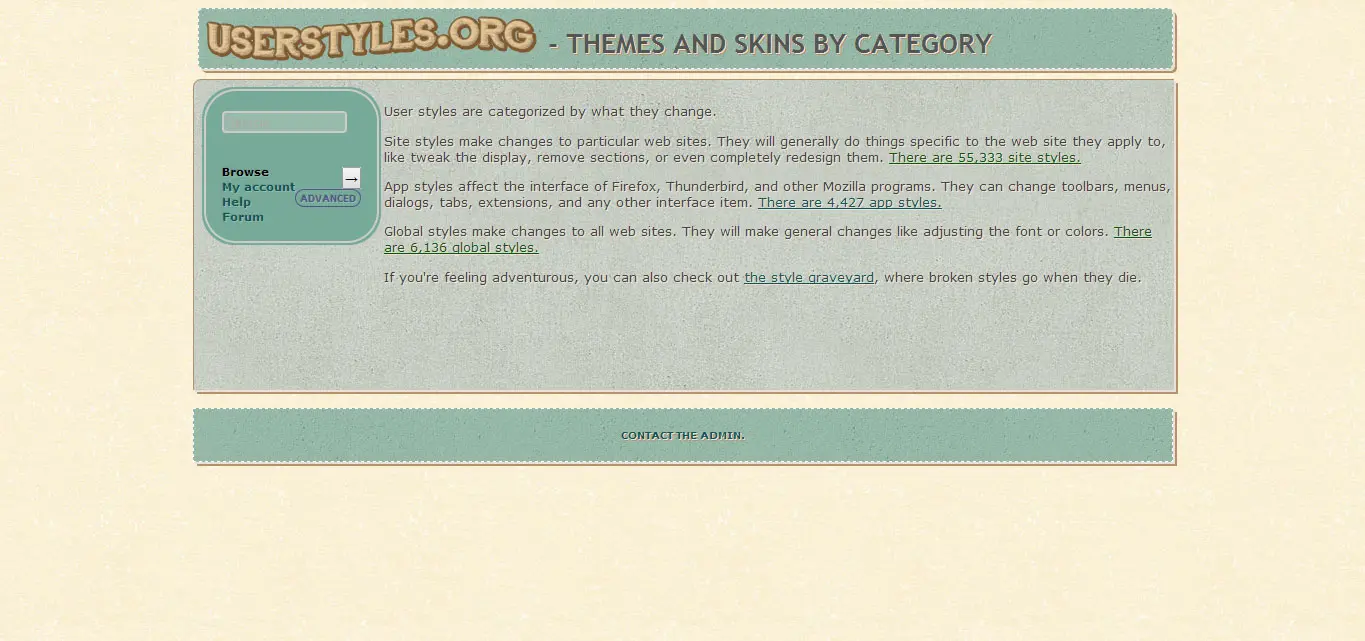 USERSTYLES.ORG - THEMES AND SKINS BY CATEGORY
Browse
→
My account
ADVANCED
Help
Forum
User styles are categorized by what they change.
Site styles make changes to particular web sites. They will generally do things specific to the web site they apply to,
like tweak the display, remove sections, or even completely redesign them. There are 55,333 site styles.
App styles affect the interface of Firefox, Thunderbird, and other Mozilla programs. They can change toolbars, menus,
dialogs, tabs, extensions, and any other interface item. There are 4,427 app styles.
Global styles make changes to all web sites. They will make general changes like adjusting the font or colors. There
are 6,136 global styles.
If you're feeling adventurous, you can also check out the style graveyard, where broken styles go when they die.
CONTACT THE ADMIN.